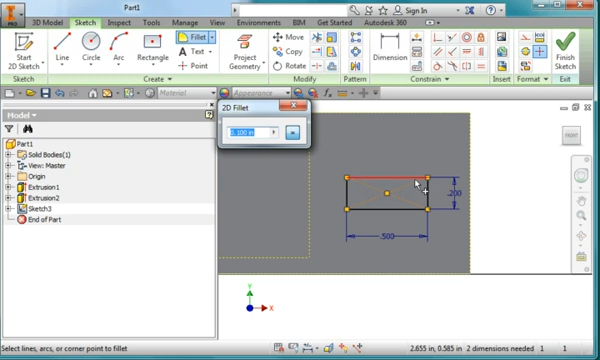 Part1
Sign In
PRO
3D Model
Sketch
Inspect
Tools
Manage
View
Environments
BIM
Get Started
Autodesk 360
Start
2D Sketch
Line
Circle
Arc
Rectangle
Fillet
Text
Point
Project
Geometry
Move
Copy
Rotate
Dimension
Finish
Sketch
Sketch
Create
Modify
Pattern
Constrain
Insert
Format
Exit
Material
Appearance
Model
2D Fillet
Part1
Solid Bodies(1)
View: Master
Origin
Extrusion1
Extrusion2
Sketch3
End of Part
FRONT
.200
.500
Y
X
Select lines, arcs, or corner point to fillet
2.655 in, 0.585 in
2 dimensions needed
1
1